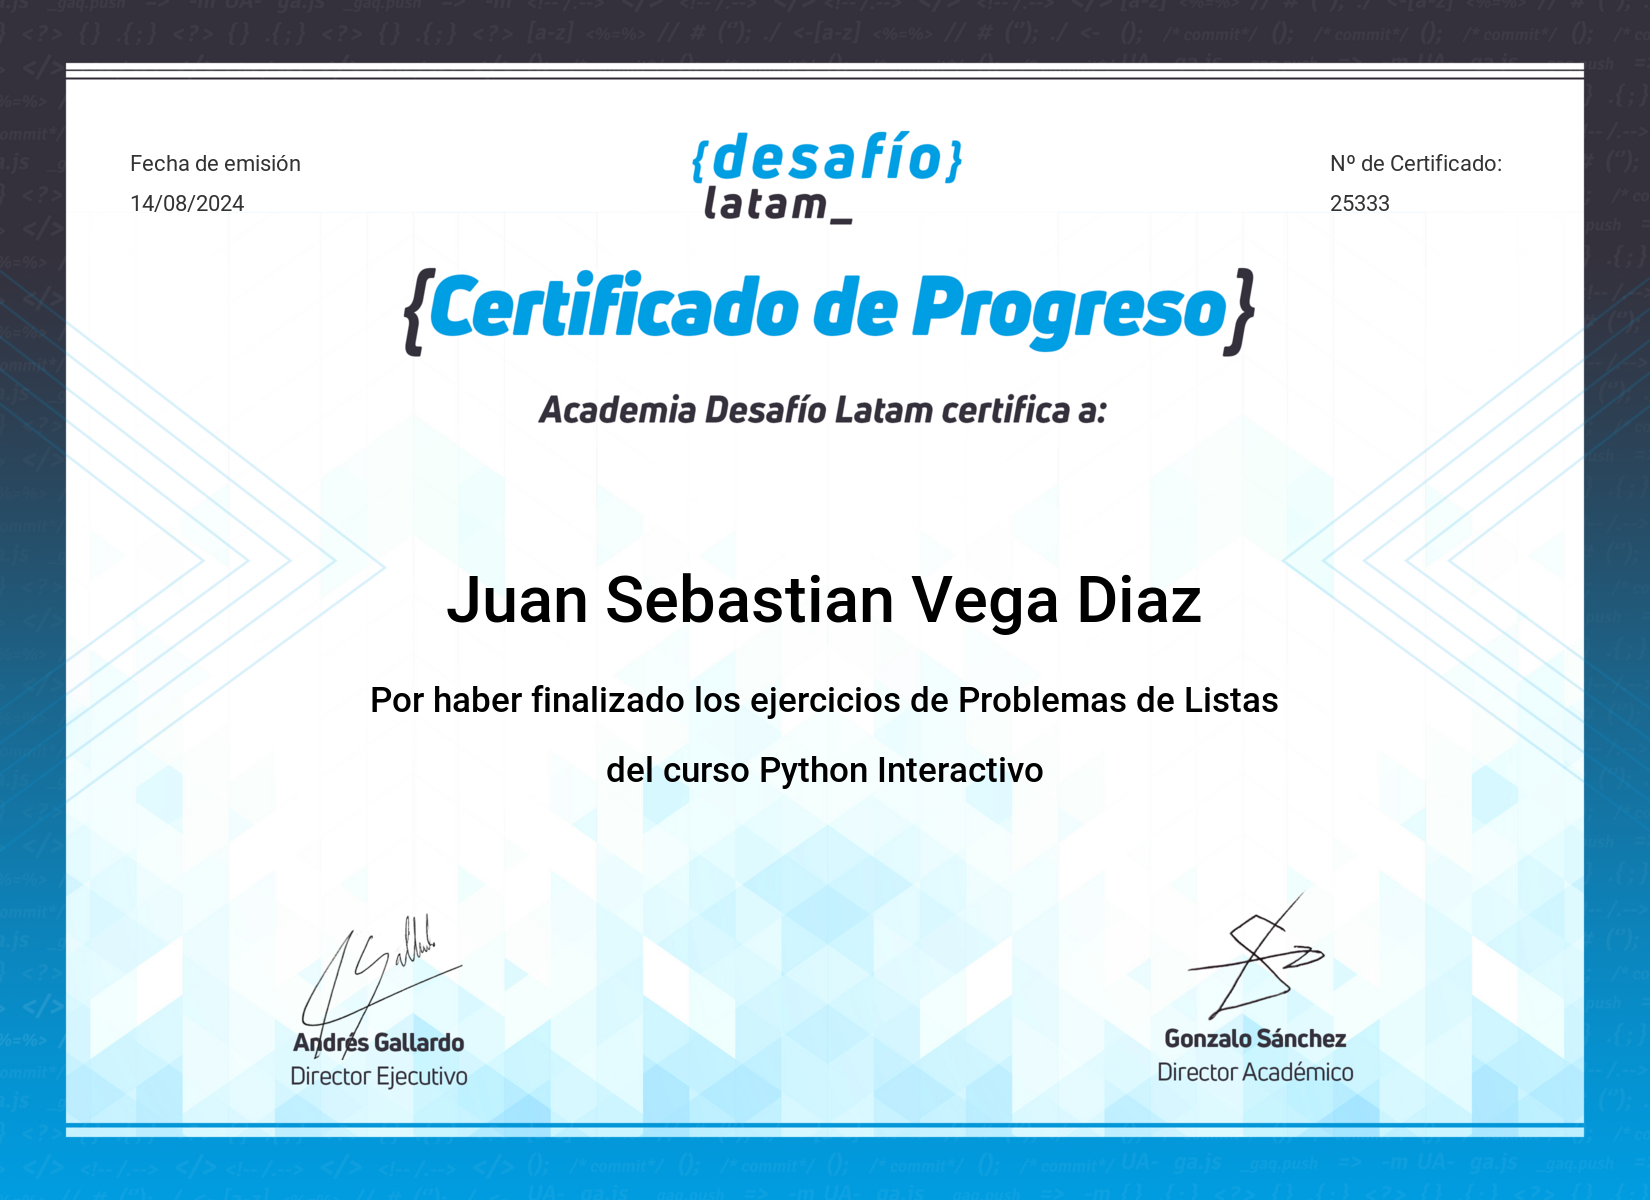 Fecha de emisión
14/08/2024
{desafío}
latam_
Nº de Certificado:
25333
{Certificado de Progreso}
Academia Desafío Latam certifica a:
Juan Sebastian Vega Diaz
Por haber finalizado los ejercicios de Problemas de Listas
del curso Python Interactivo
Andrés Gallardo
Director Ejecutivo
Gonzalo Sánchez
Director Académico